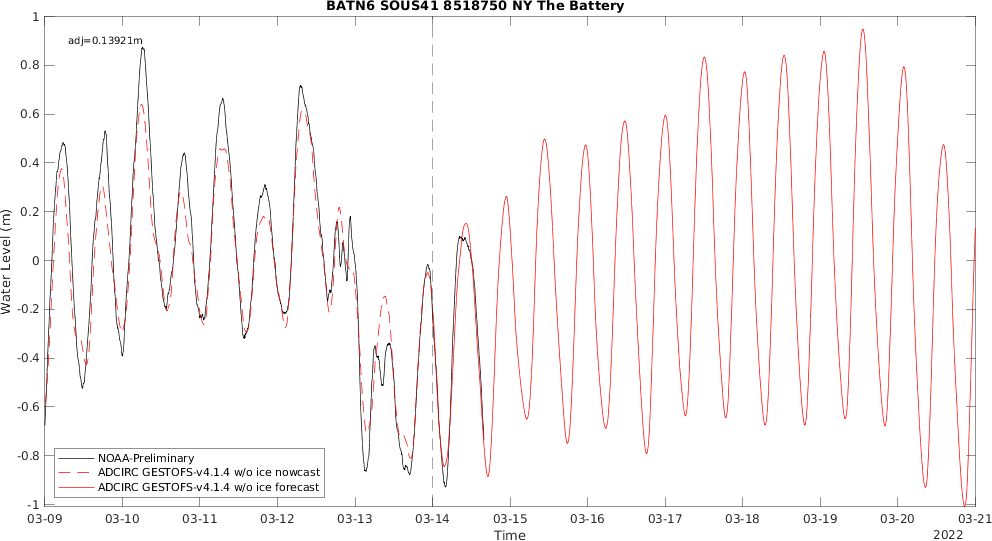 BATN6 SOUS41 8518750 NY The Battery
adj=0.13921m
1
0.8
0.6
0.4
0.2
0
-0.2
-0.4
-0.6
-0.8
-1
Water Level (m)
NOAA-Preliminary
ADCIRC GESTOFS-v4.1.4 w/o ice nowcast
ADCIRC GESTOFS-v4.1.4 w/o ice forecast
03-09 03-10 03-11 03-12 03-13 03-14 03-15 03-16 03-17 03-18 03-19 03-20 03-21
Time
2022